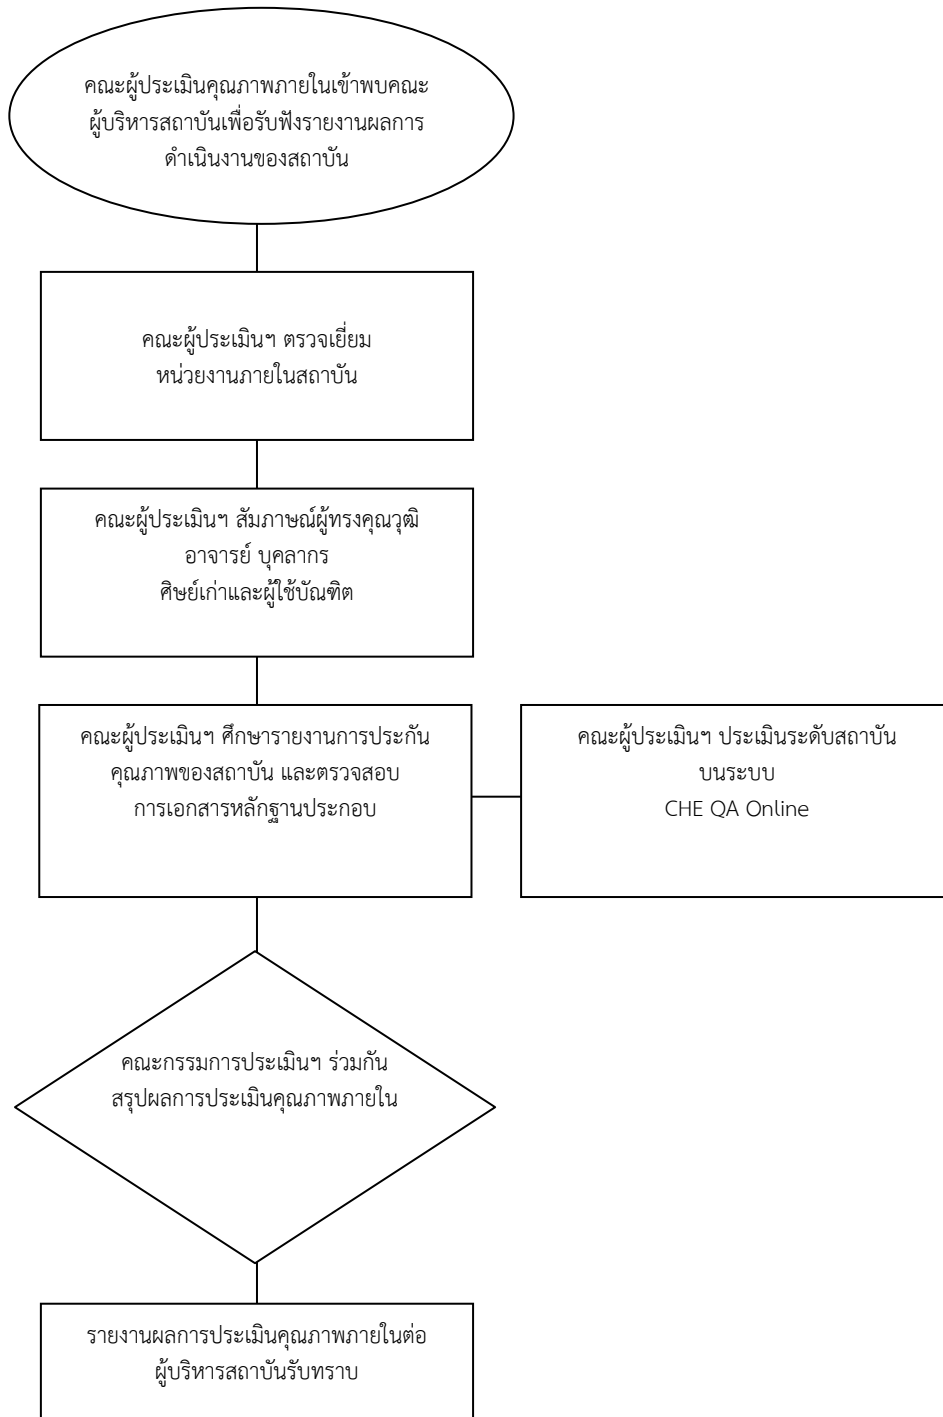 คณะผู้ประเมินคุณภาพภายในเข้าพบคณะ
ผู้บริหารสถาบันเพื่อรับฟังรายงานผลการ
ดำเนินงานของสถาบัน
คณะผู้ประเมินฯ ตรวจเยี่ยม
หน่วยงานภายในสถาบัน
คณะผู้ประเมินฯ สัมภาษณ์ผู้ทรงคุณวุฒิ
อาจารย์ บุคลากร
ศิษย์เก่าและผู้ใช้บัณฑิต
คณะผู้ประเมินฯ ศึกษารายงานการประกัน
คุณภาพของสถาบัน และตรวจสอบ
การเอกสารหลักฐานประกอบ
คณะผู้ประเมินฯ ประเมินระดับสถาบัน
บนระบบ
CHE QA Online
คณะกรรมการประเมินฯ ร่วมกัน
สรุปผลการประเมินคุณภาพภายใน
รายงานผลการประเมินคุณภาพภายในต่อ
ผู้บริหารสถาบันรับทราบ